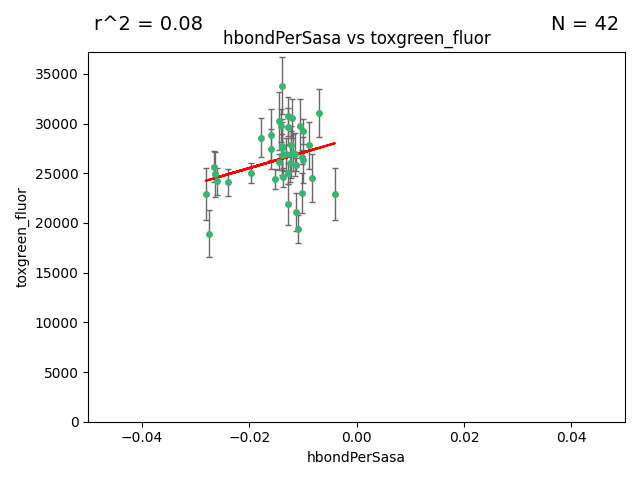 r^2 = 0.08
N = 42
hbondPerSasa vs toxgreen_fluor
35000
30000
25000
20000
15000
10000
5000
0
toxgreen_fluor
−0.04
−0.02
0.00
0.02
0.04
hbondPerSasa